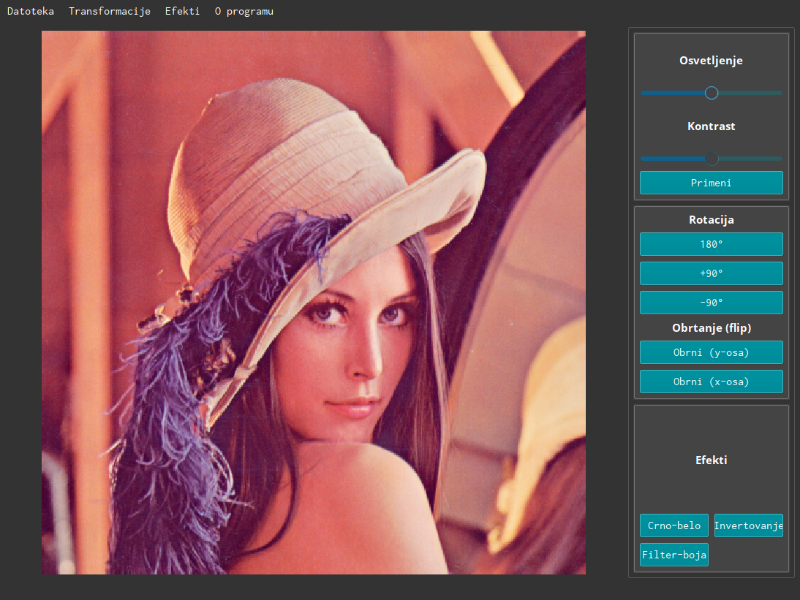 Datoteka Transformacije Efekti O programu
Osvetljenje
Kontrast
Primeni
Rotacija
180°
+90°
-90°
Obrtanje (flip)
Obrni (y-osa)
Obrni (x-osa)
Efekti
Crno-belo Invertovanje
Filter-boja